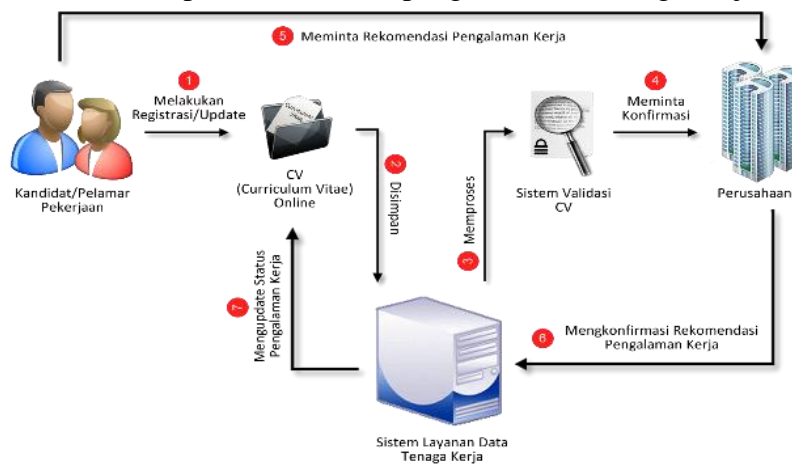 5 Meminta Rekomendasi Pengalaman Kerja
1
Melakukan
Registrasi/Update
4
Meminta
Konfirmasi
Kandidat/Pelamar
Pekerjaan
CV
(Curriculum Vitae)
Online
2 Disimpan
3 Memproses
Sistem Validasi
CV
Perusahaan
7 Mengupdate Status
Pengalaman Kerja
6 Mengkonfirmasi Rekomendasi
Pengalaman Kerja
Sistem Layanan Data
Tenaga Kerja